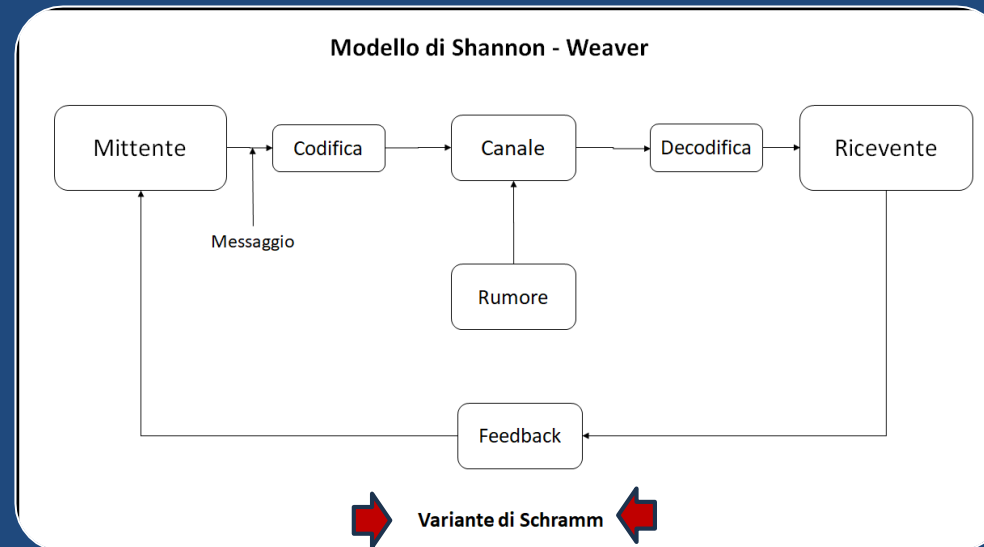 Modello di Shannon - Weaver
Mittente
Codifica
Canale
Decodifica
Ricevente
Messaggio
Rumore
Feedback
Variante di Schramm